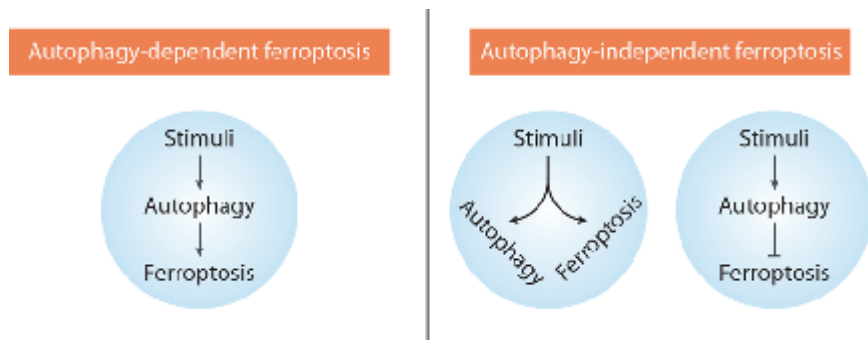 Autophagy-dependent ferroptosis
Stimuli
Autophagy
Ferroptosis
Autophagy-independent ferroptosis
Stimuli
Autophagy
Ferroptosis
Stimuli
Autophagy
Ferroptosis